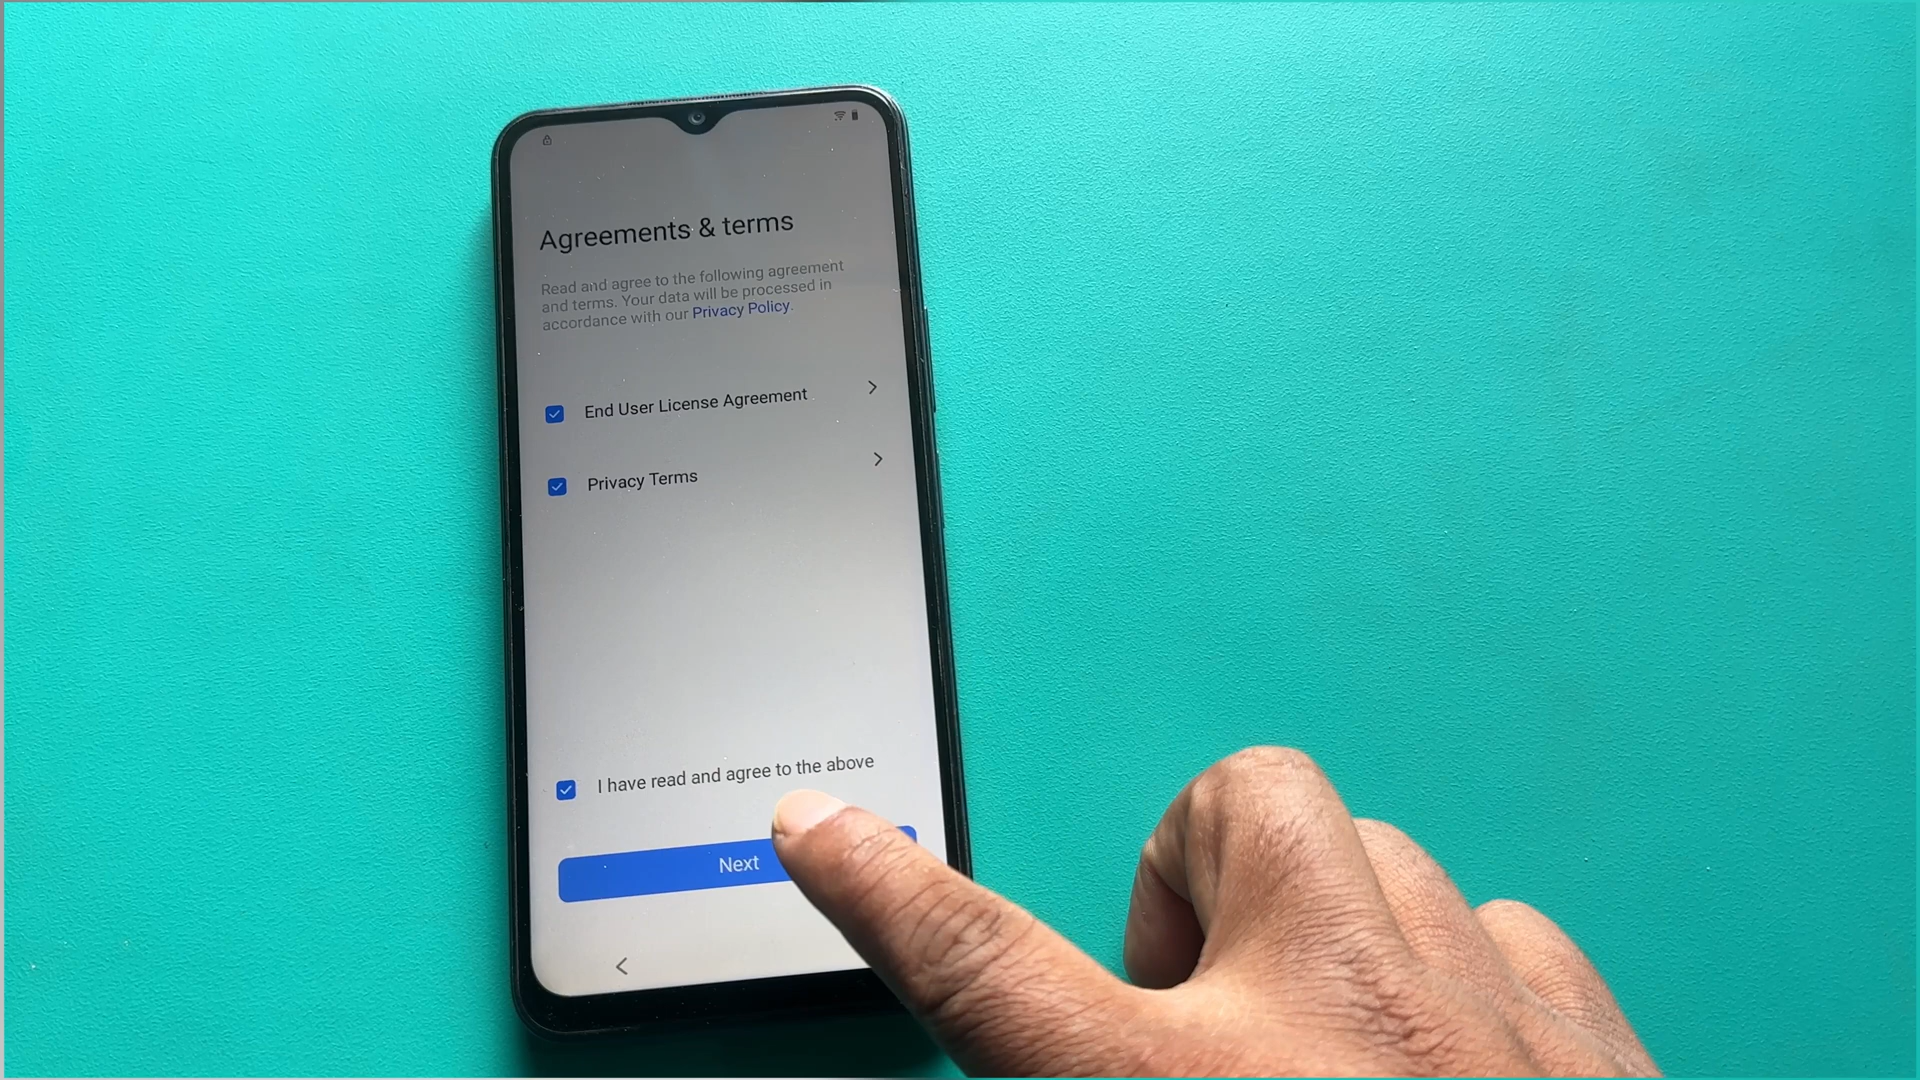 Agreements & terms
Read and agree to the following agreement
and terms. Your data will be processed in
accordance with our Privacy Policy.
End User License Agreement
Privacy Terms
I have read and agree to the above
Next